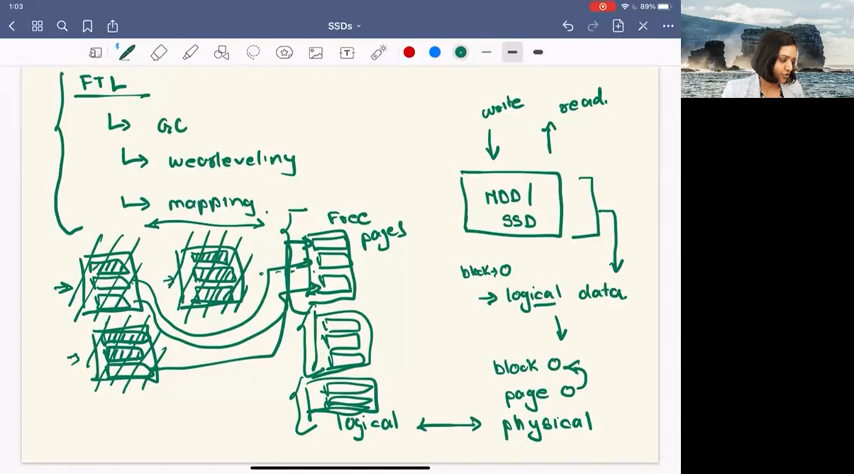 1:03
89%
SSDs
FTL
GC
wearleveling
mapping.
Free
pages
write
read.
HDD/
SSD
block→0
→ logical data
block 0
page 0
logical ↔ physical